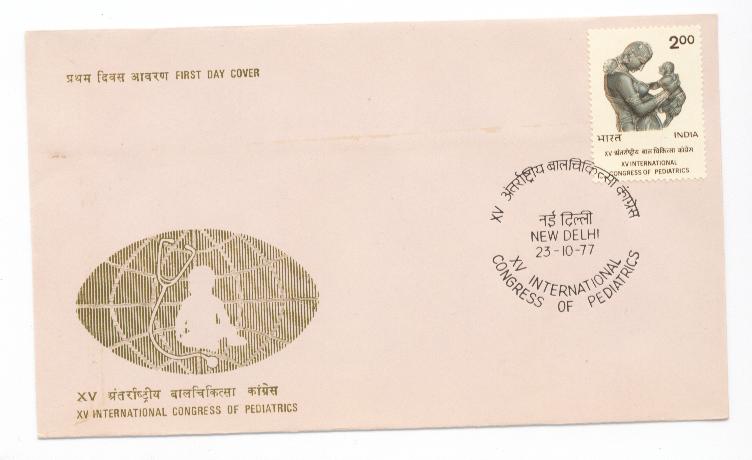 प्रथम दिवस आवरण FIRST DAY COVER
2.00
भारत INDIA
XV अंतर्राष्ट्रीय बाल चिकित्सा कांग्रेस
XV INTERNATIONAL
CONGRESS OF PEDIATRICS
XV अंतर्राष्ट्रीय बालचिकित्सा कांग्रेस
नई दिल्ली
NEW DELHI
23-10-77
XV INTERNATIONAL
CONGRESS OF PEDIATRICS
XV अंतर्राष्ट्रीय बालचिकित्सा कांग्रेस
XV INTERNATIONAL CONGRESS OF PEDIATRICS